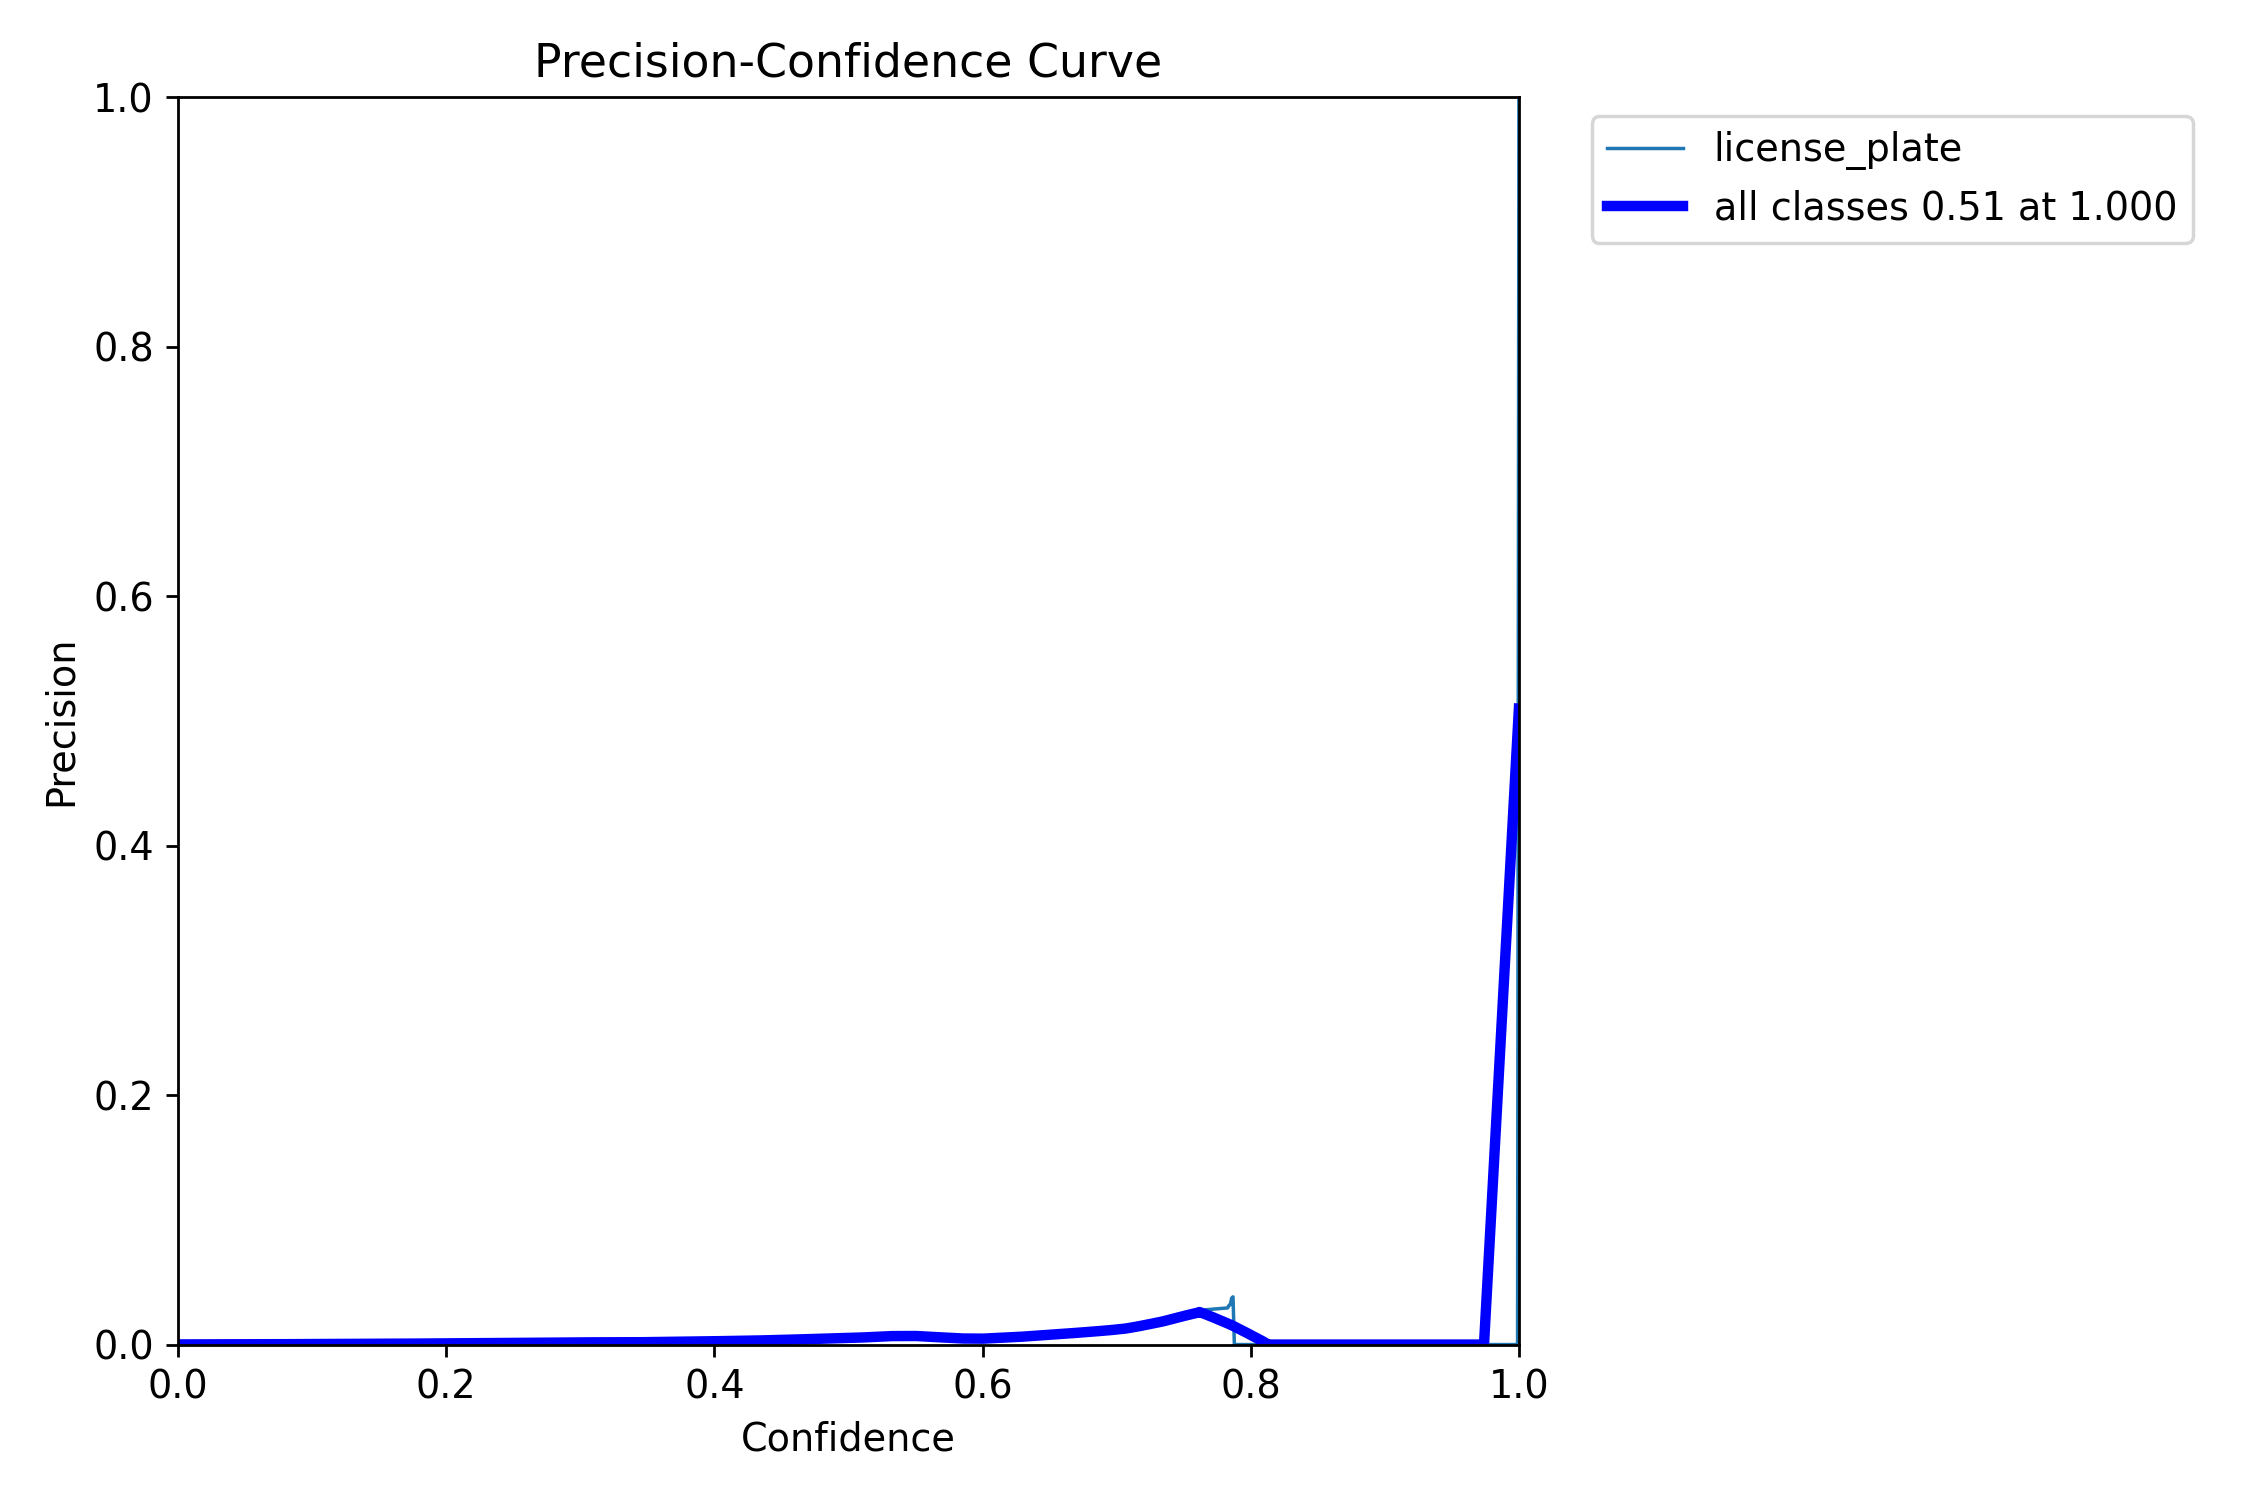 Precision-Confidence Curve
1.0
0.8
0.6
0.4
0.2
0.0
Precision
0.0 0.2 0.4 0.6 0.8 1.0
Confidence
license_plate
all classes 0.51 at 1.000